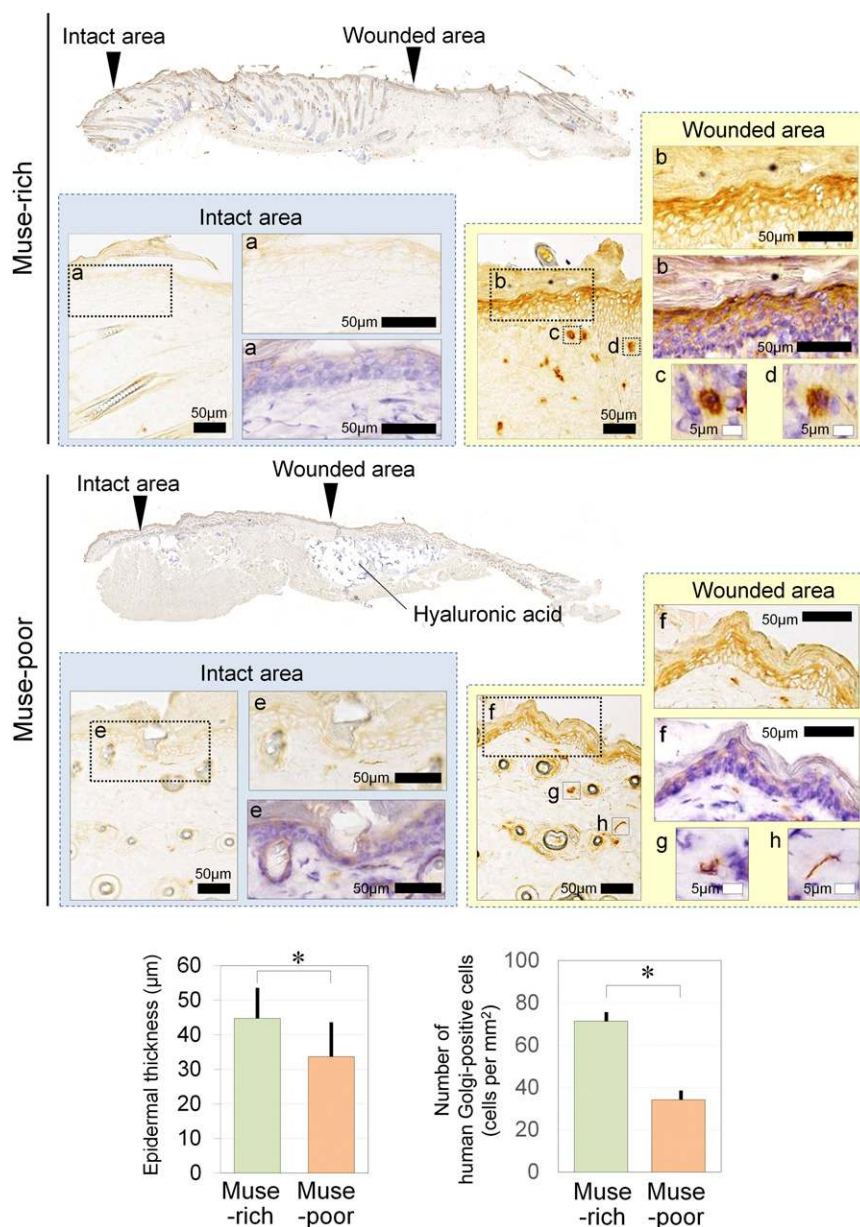 Muse-rich
Intact area
Wounded area
Intact area
a
50µm
a
50µm
a
50µm
Wounded area
b
c
d
50µm
b
50µm
b
50µm
c
5µm
d
5µm
Muse-poor
Intact area
Wounded area
Hyaluronic acid
Intact area
e
50µm
e
50µm
e
50µm
Wounded area
f
g
h
50µm
f
50µm
f
50µm
g
5µm
h
5µm
Epidermal thickness (µm)
60
50
40
30
20
10
0
*
Muse
-rich
Muse
-poor
Number of
human Golgi-positive cells
(cells per mm²)
100
80
60
40
20
0
*
Muse
-rich
Muse
-poor